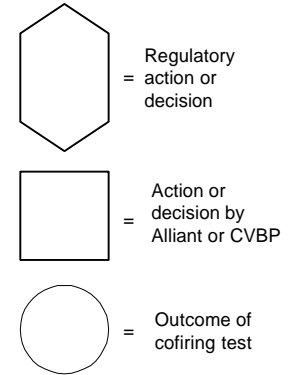 Regulatory
= action or
decision
Action or
decision by
= Alliant or CVBP
Outcome of
= cofiring test